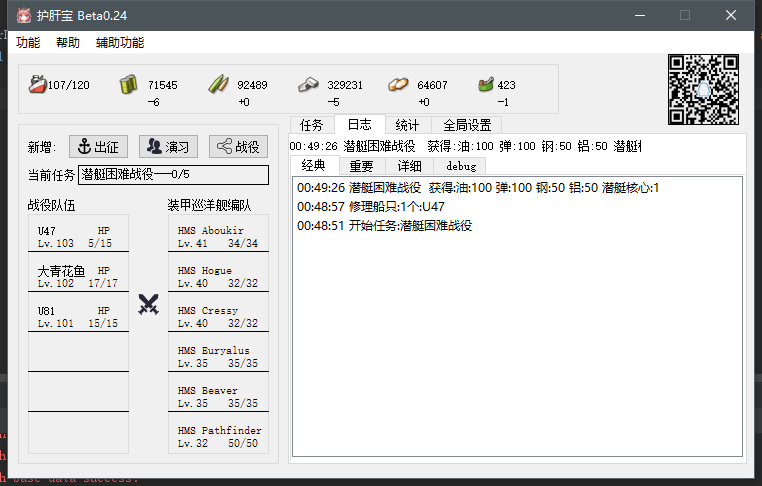 护肝宝 Beta0.24
功能 帮助 辅助功能
107/120 71545 92489 329231 64607 423
-6 +0 -5 +0 -1
新增: 出征 演习 战役
当前任务 潜艇困难战役---0/5
战役队伍
U47 HP
Lv.103 5/15
大青花鱼 HP
Lv.102 17/17
U81 HP
Lv.101 15/15
装甲巡洋舰编队
HMS Aboukir
Lv.41 34/34
HMS Hogue
Lv.40 32/32
HMS Cressy
Lv.40 32/32
HMS Euryalus
Lv.35 35/35
HMS Beaver
Lv.35 35/35
HMS Pathfinder
Lv.32 50/50
任务 日志 统计 全局设置
00:49:26 潜艇困难战役 获得:油:100 弹:100 钢:50 铝:50 潜艇
经典 重要 详细 debug
00:49:26 潜艇困难战役 获得:油:100 弹:100 钢:50 铝:50 潜艇核心:1
00:48:57 修理船只:1个:U47
00:48:51 开始任务:潜艇困难战役
base data success.